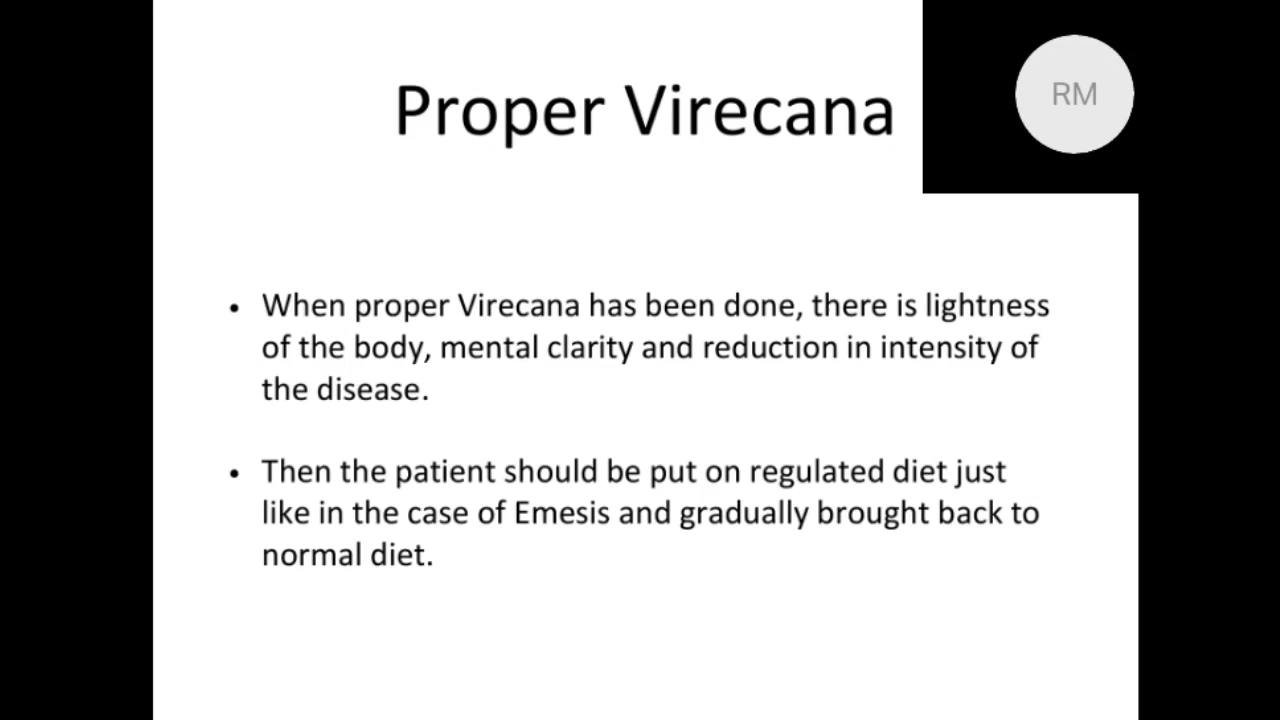 Proper Virecana
RM
• When proper Virecana has been done, there is lightness
of the body, mental clarity and reduction in intensity of
the disease.
• Then the patient should be put on regulated diet just
like in the case of Emesis and gradually brought back to
normal diet.